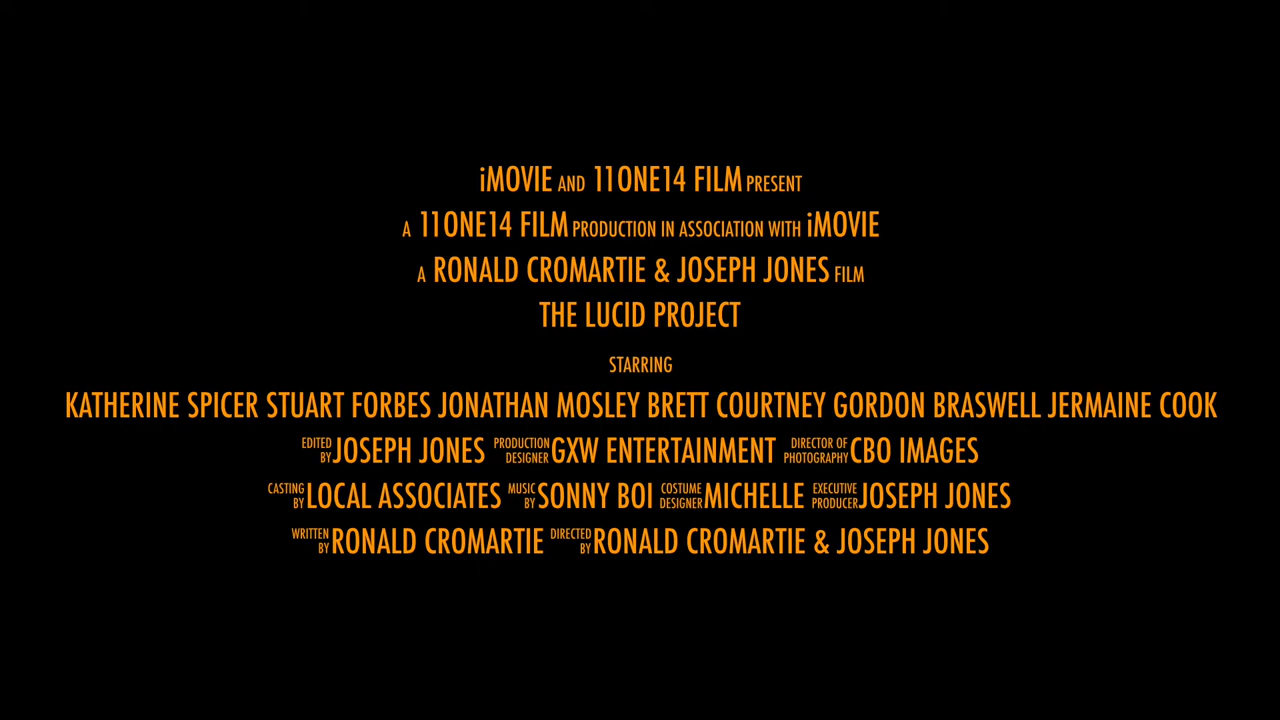 iMOVIE AND 11ONE14 FILM PRESENT
A 11ONE14 FILM PRODUCTION IN ASSOCIATION WITH iMOVIE
A RONALD CROMARTIE & JOSEPH JONES FILM
THE LUCID PROJECT
STARRING
KATHERINE SPICER STUART FORBES JONATHAN MOSLEY BRETT COURTNEY GORDON BRASWELL JERMAINE COOK
EDITED BY JOSEPH JONES PRODUCTION DESIGNER GXW ENTERTAINMENT DIRECTOR OF PHOTOGRAPHY CBO IMAGES
CASTING BY LOCAL ASSOCIATES MUSIC BY SONNY BOI COSTUME DESIGNER MICHELLE EXECUTIVE PRODUCER JOSEPH JONES
WRITTEN BY RONALD CROMARTIE DIRECTED BY RONALD CROMARTIE & JOSEPH JONES